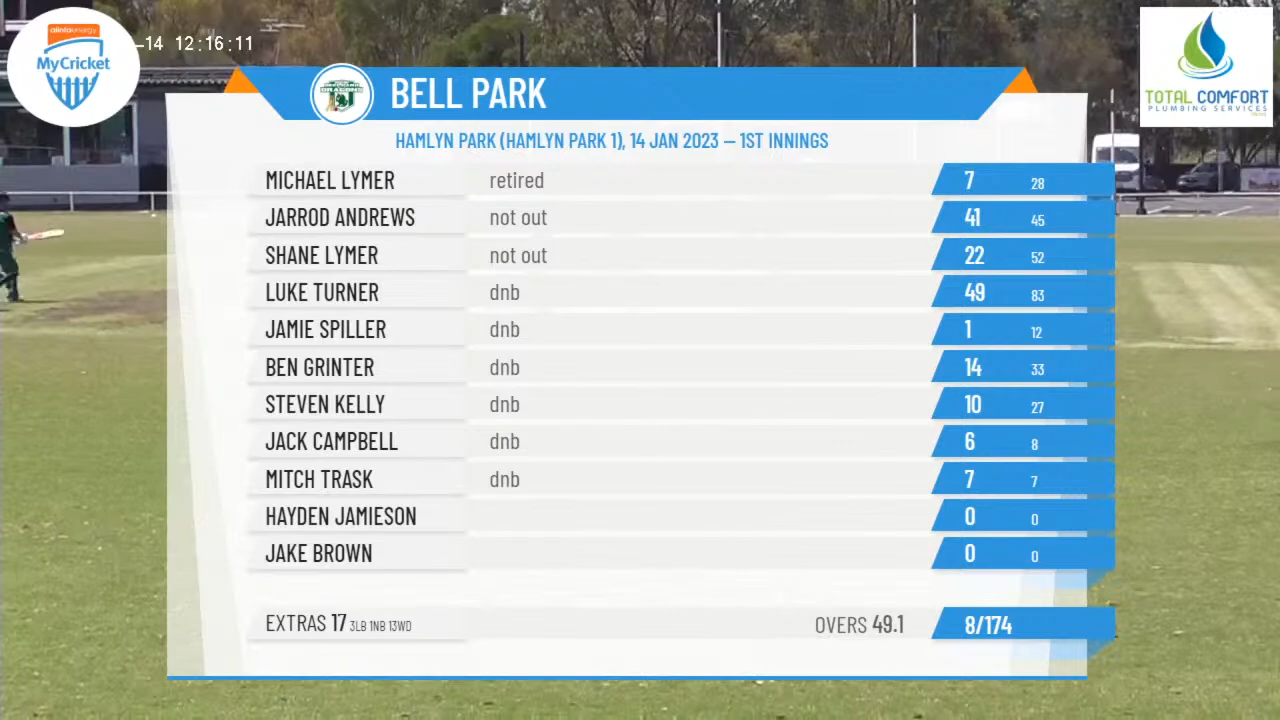 alintaenergy
MyCricket
-14 12:16:11
BELL PARK
TOTAL COMFORT
PLUMBING SERVICES
HAMLYN PARK (HAMLYN PARK 1), 14 JAN 2023 – 1ST INNINGS
MICHAEL LYMER retired 7 28
JARROD ANDREWS not out 41 45
SHANE LYMER not out 22 52
LUKE TURNER dnb 49 83
JAMIE SPILLER dnb 1 12
BEN GRINTER dnb 14 33
STEVEN KELLY dnb 10 27
JACK CAMPBELL dnb 6 8
MITCH TRASK dnb 7 7
HAYDEN JAMIESON 0 0
JAKE BROWN 0 0
EXTRAS 17 3LB 1NB 13WD OVERS 49.1 8/174